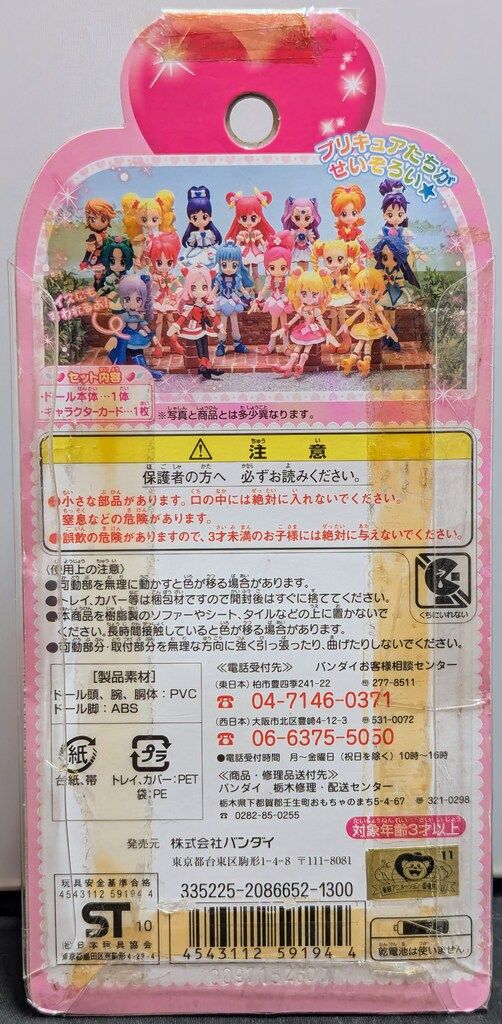 プリキュアたちが
せいぞろい★
セット内容
・ドール本体…1体
・キャラクターカード…1枚
※写真と商品とは多少異なります。
注意
保護者の方へ 必ずお読みください。
●小さな部品があります。口の中には絶対に入れないでください。
窒息などの危険があります。
●誤飲の危険がありますので、3才未満のお子様には絶対に与えないでください。
〈使用上の注意〉
●可動部を無理に動かすと色が移る場合があります。
●トレイ、カバー等は梱包材ですので開封後はすぐに捨ててください。
●本商品を樹脂製のソファーやシート、タイルなどの上に置かないで
ください。長時間接触していると色が移る場合があります。
●可動部分・取付部分を無理な方向に強く引っ張ったり、曲げたりしないでください。
くちにいれない
[製品素材]
ドール頭、腕、胴体：PVC
ドール脚：ABS
紙
台紙、帯
プラ
トレイ、カバー：PET
袋：PE
≪電話受付先≫ バンダイお客様相談センター
(東日本) 柏市豊四季241-22 〒277-8511
☎ 04-7146-0371
(西日本) 大阪市北区豊崎4-12-3 〒531-0072
☎ 06-6375-5050
●電話受付時間 月〜金曜日(祝日を除く)10時〜16時
≪商品・修理品送付先≫
バンダイ 栃木修理・配送センター
栃木県下都賀郡壬生町おもちゃのまち5-4-67 〒321-0298
☎ 0282-85-0255
対象年齢3才以上
発売元 株式会社バンダイ
東京都台東区駒形1-4-8 〒111-8081
335225-2086652-1300
11
玩具安全基準合格
4543112 59194 4
ST 10
(社)日本玩具協会
東京都墨田区東駒形4-22-4
4 543112 591944
乾電池は使いません